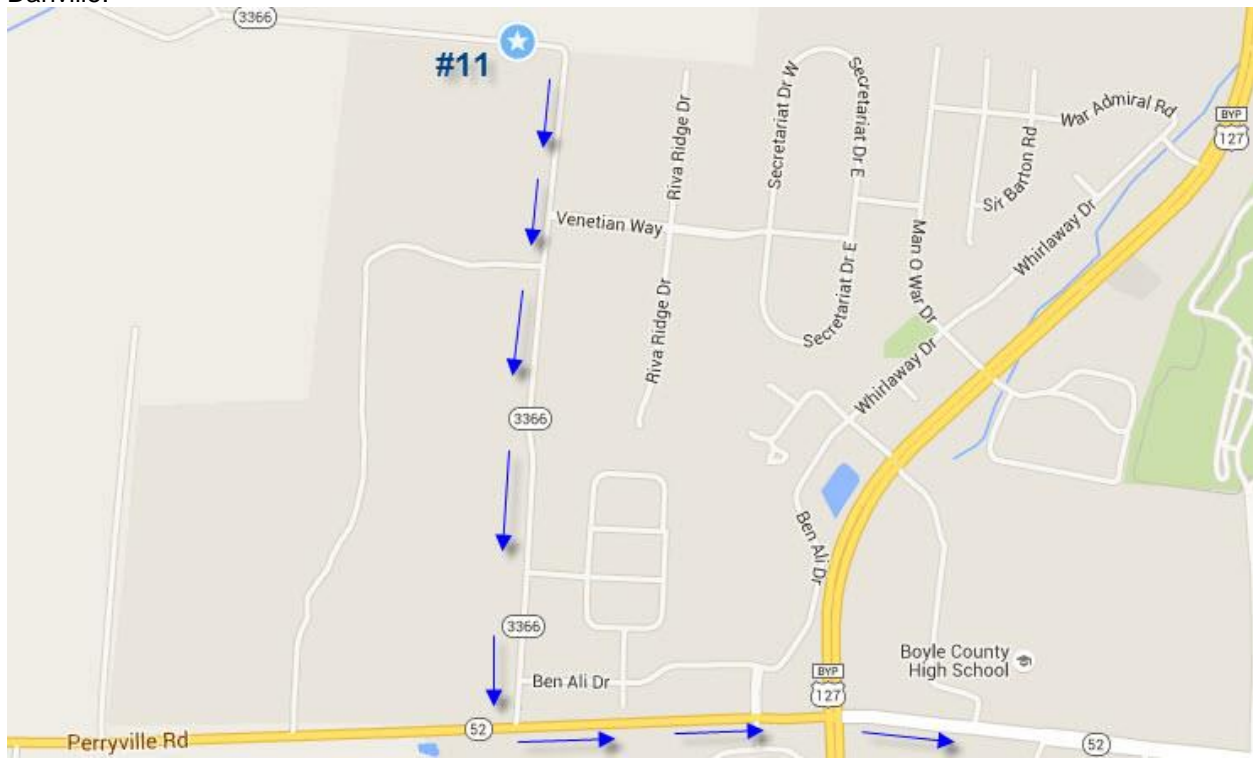 Danville.
3366
#11
Riva Ridge Dr
Secretariat Dr W
Secretariat Dr E
War Admiral Rd
BYP
127
Sir Barton Rd
Venetian Way
Man O War Dr
Whirlaway Dr
Riva Ridge Dr
Secretariat Dr E
Whirlaway Dr
3366
Ben Ali Dr
3366
Boyle County
High School
Ben Ali Dr
BYP
127
52
Perryville Rd
52